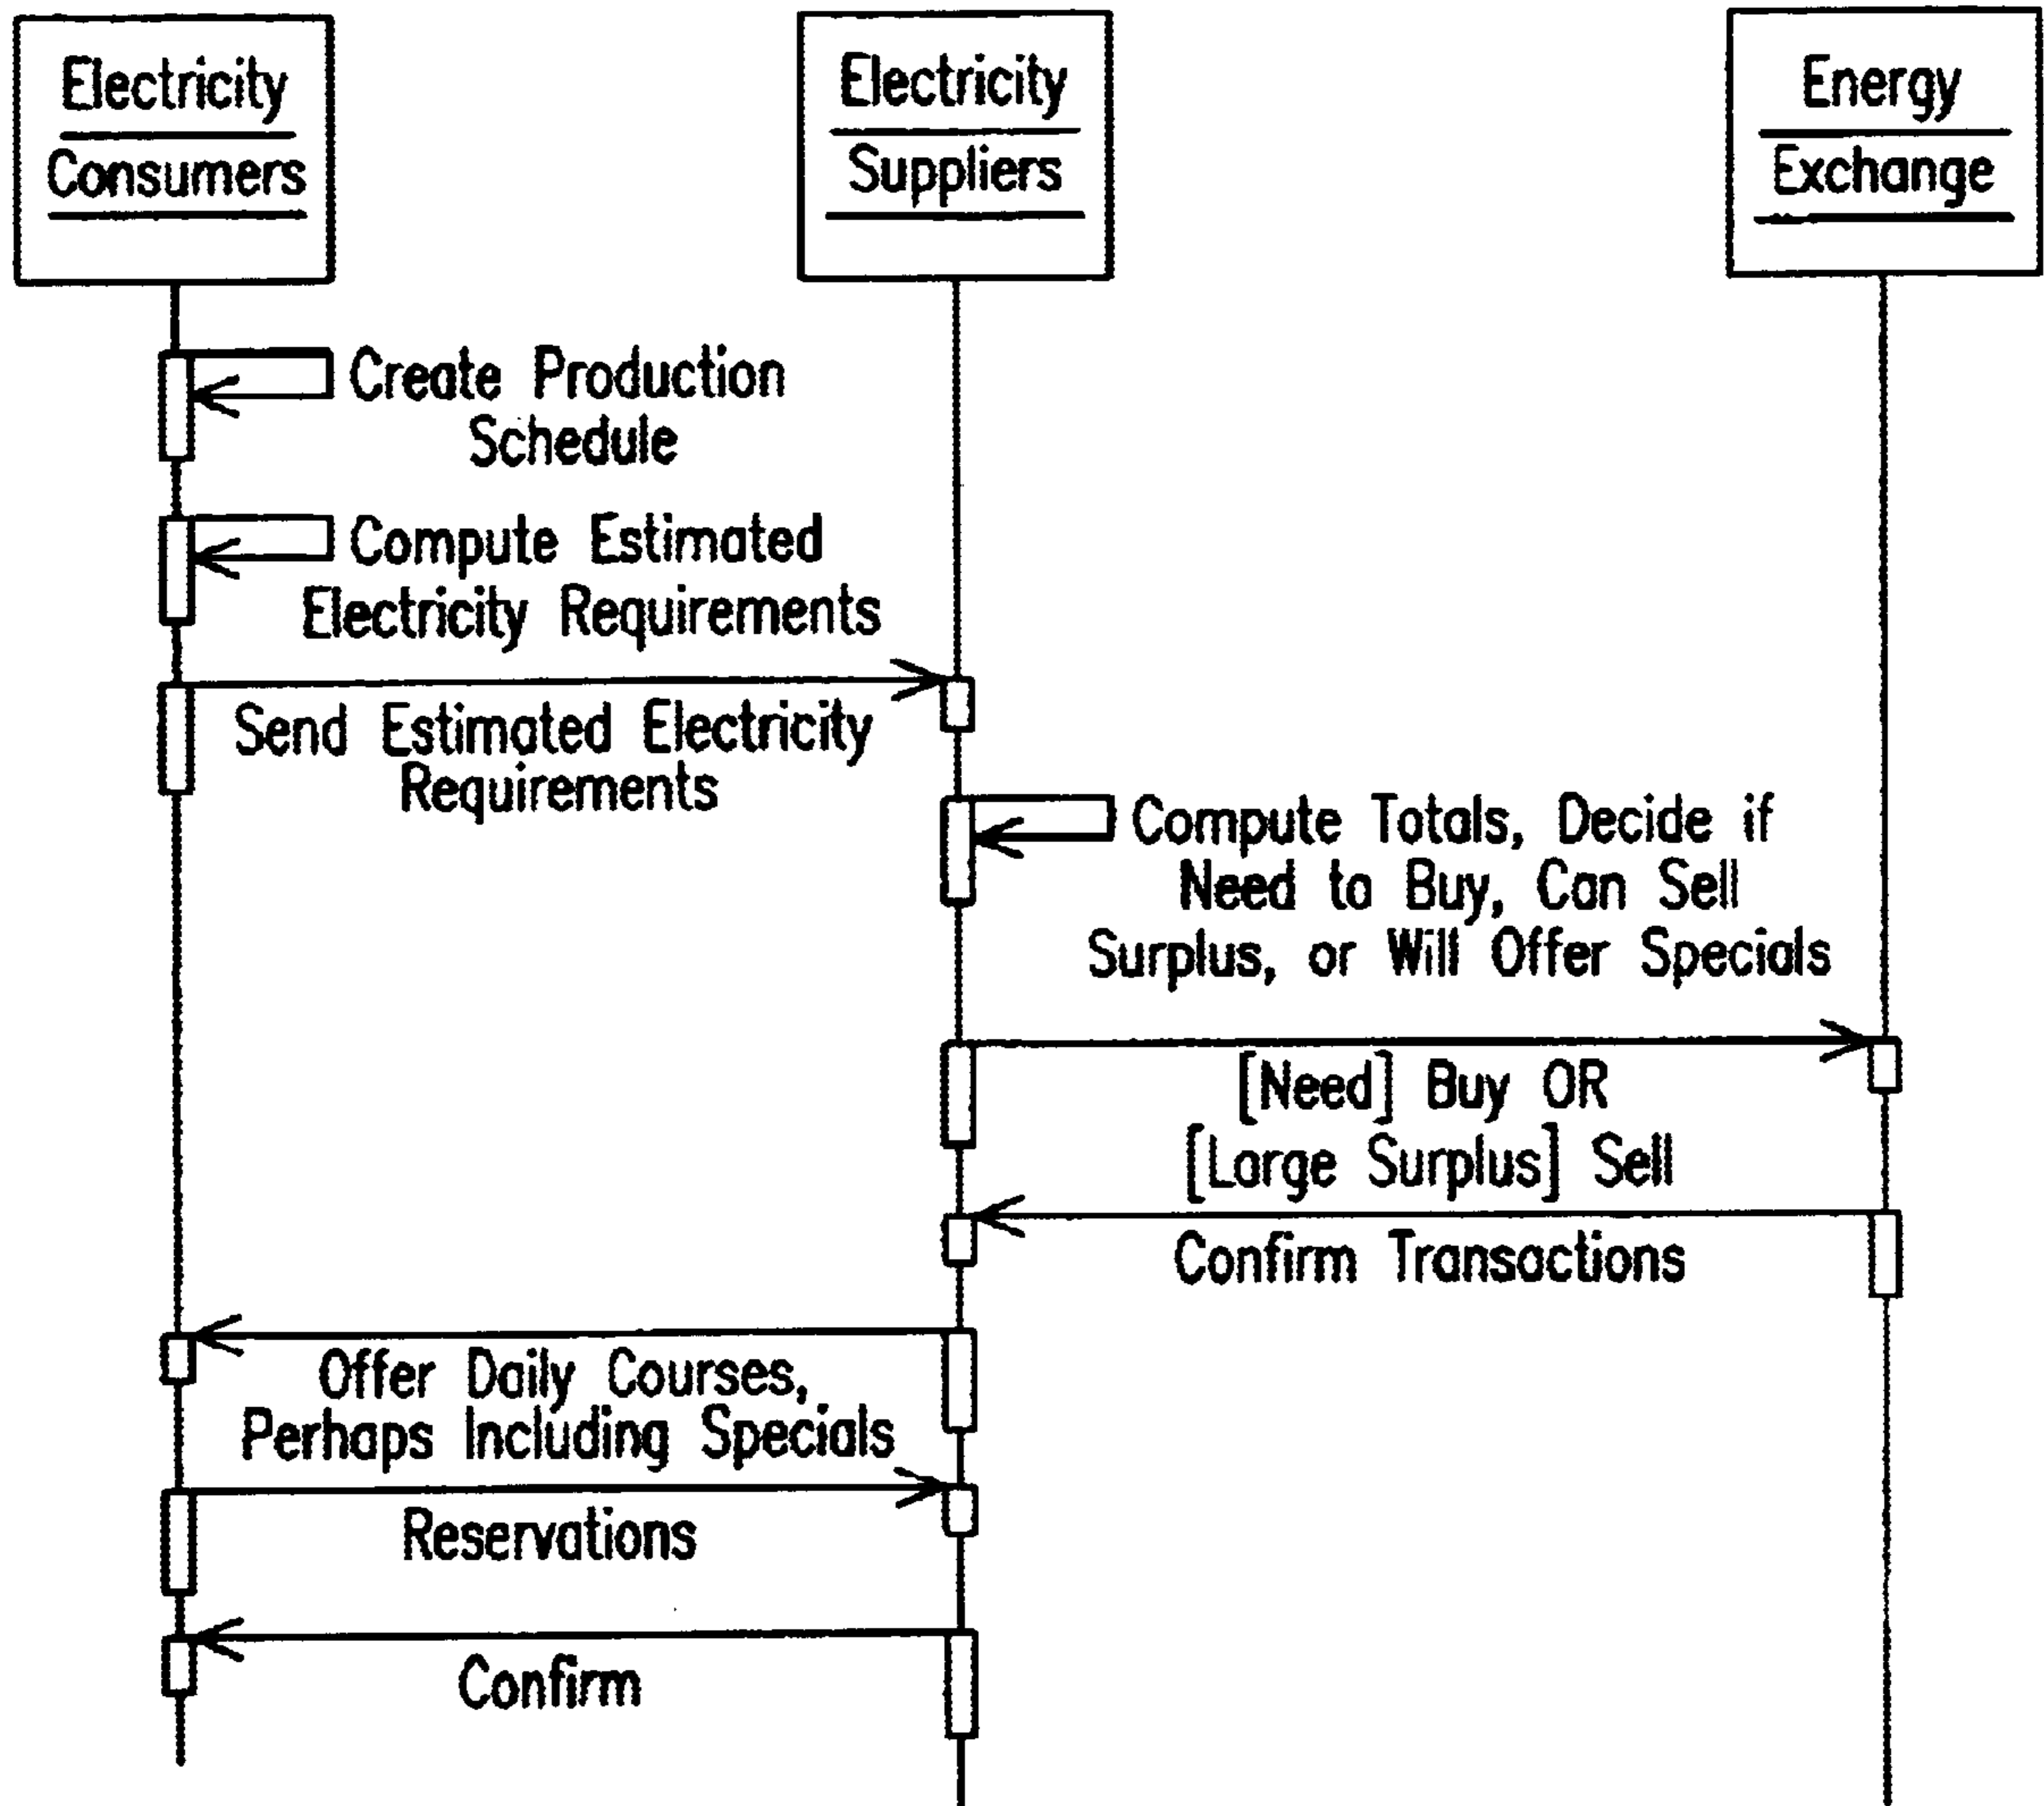 Electricity
Consumers
Electricity
Suppliers
Energy
Exchange
Create Production
Schedule
Compute Estimated
Electricity Requirements
Send Estimated Electricity
Requirements
Compute Totals, Decide if
Need to Buy, Can Sell
Surplus, or Will Offer Specials
[Need] Buy OR
[Large Surplus] Sell
Confirm Transactions
Offer Daily Courses,
Perhaps Including Specials
Reservations
Confirm